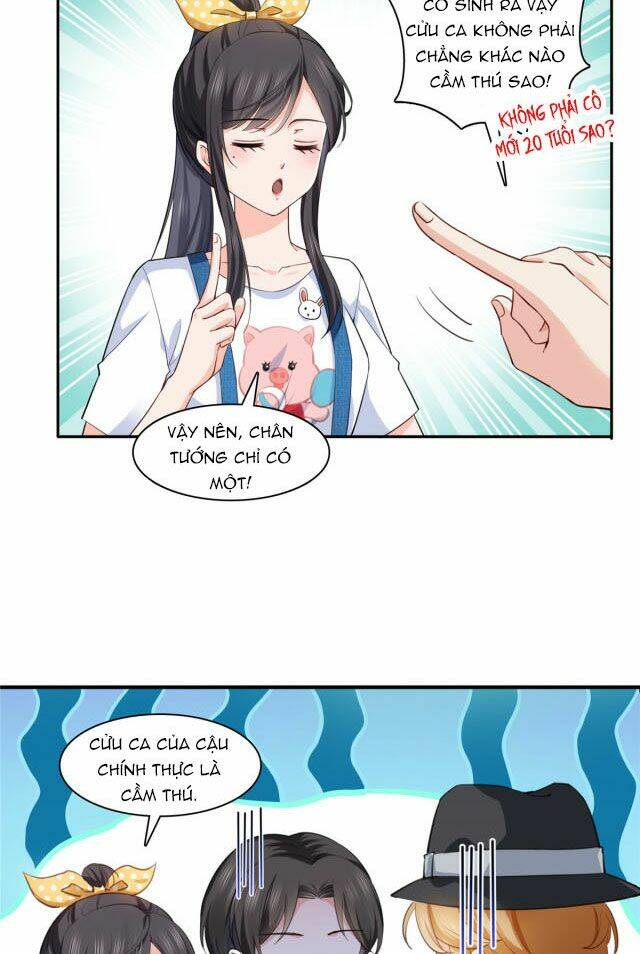 CÔ SINH RA VẬY
CỬU CA KHÔNG PHẢI
CHẲNG KHÁC NÀO
CẦM THÚ SAO!
KHÔNG PHẢI CÔ
MỚI 20 TUỔI SAO?
VẬY NÊN, CHÂN
TƯỚNG CHỈ CÓ
MỘT!
CỬU CA CỦA CẬU
CHÍNH THỰC LÀ
CẦM THÚ.